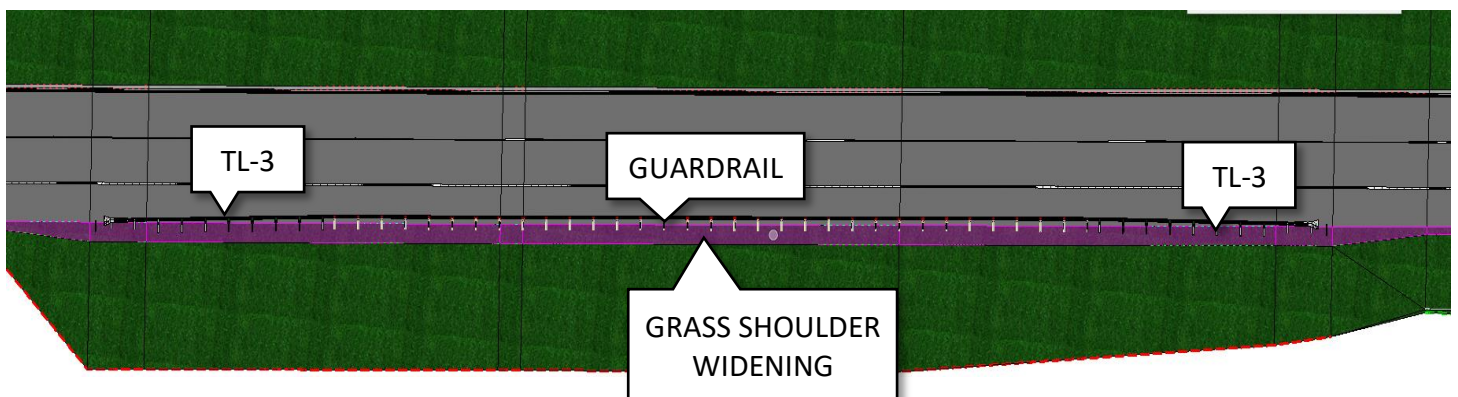 TL-3
GUARDRAIL
TL-3
GRASS SHOULDER
WIDENING